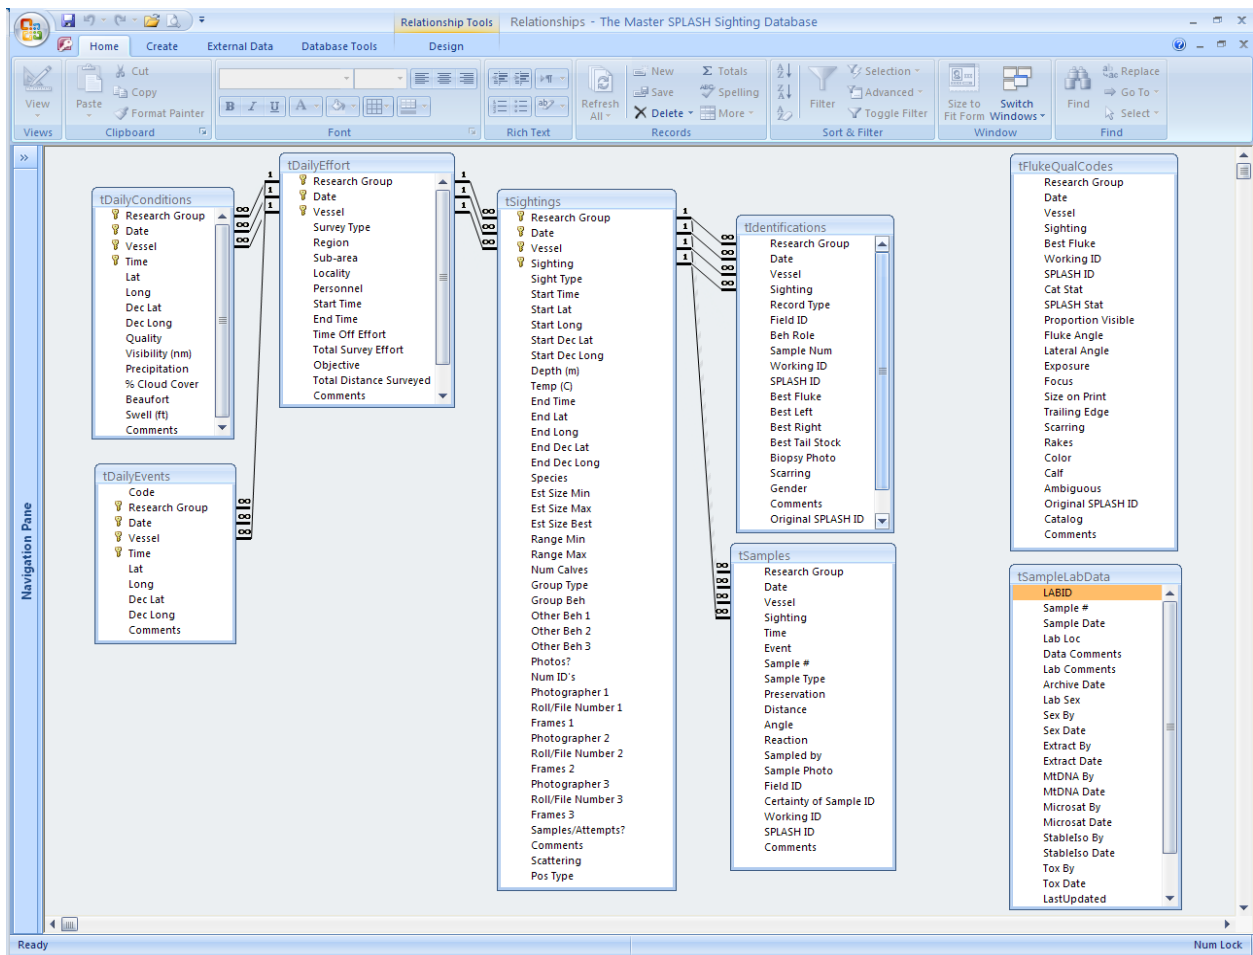 Relationship Tools
Relationships - The Master SPLASH Sighting Database
Home
Create
External Data
Database Tools
Design
View
Views
Paste
Cut
Copy
Format Painter
Clipboard
B I U A
Font
Rich Text
Refresh All
New
Save
Delete
Σ Totals
Spelling
More
Records
Filter
Selection
Advanced
Toggle Filter
Sort & Filter
Size to Fit Form
Switch Windows
Window
Find
Replace
Go To
Select
Find
Navigation Pane
tDailyConditions
Research Group
Date
Vessel
Time
Lat
Long
Dec Lat
Dec Long
Quality
Visibility (nm)
Precipitation
% Cloud Cover
Beaufort
Swell (ft)
Comments
tDailyEvents
Code
Research Group
Date
Vessel
Time
Lat
Long
Dec Lat
Dec Long
Comments
tDailyEffort
Research Group
Date
Vessel
Survey Type
Region
Sub-area
Locality
Personnel
Start Time
End Time
Time Off Effort
Total Survey Effort
Objective
Total Distance Surveyed
Comments
tSightings
Research Group
Date
Vessel
Sighting
Sight Type
Start Time
Start Lat
Start Long
Start Dec Lat
Start Dec Long
Depth (m)
Temp (C)
End Time
End Lat
End Long
End Dec Lat
End Dec Long
Species
Est Size Min
Est Size Max
Est Size Best
Range Min
Range Max
Num Calves
Group Type
Group Beh
Other Beh 1
Other Beh 2
Other Beh 3
Photos?
Num ID's
Photographer 1
Roll/File Number 1
Frames 1
Photographer 2
Roll/File Number 2
Frames 2
Photographer 3
Roll/File Number 3
Frames 3
Samples/Attempts?
Comments
Scattering
Pos Type
tIdentifications
Research Group
Date
Vessel
Sighting
Record Type
Field ID
Beh Role
Sample Num
Working ID
SPLASH ID
Best Fluke
Best Left
Best Right
Best Tail Stock
Biopsy Photo
Scarring
Gender
Comments
Original SPLASH ID
tSamples
Research Group
Date
Vessel
Sighting
Time
Event
Sample #
Sample Type
Preservation
Distance
Angle
Reaction
Sampled by
Sample Photo
Field ID
Certainty of Sample ID
Working ID
SPLASH ID
Comments
tFlukeQualCodes
Research Group
Date
Vessel
Sighting
Best Fluke
Working ID
SPLASH ID
Cat Stat
SPLASH Stat
Proportion Visible
Fluke Angle
Lateral Angle
Exposure
Focus
Size on Print
Trailing Edge
Scarring
Rakes
Color
Calf
Ambiguous
Original SPLASH ID
Catalog
Comments
tSampleLabData
LABID
Sample #
Sample Date
Lab Loc
Data Comments
Lab Comments
Archive Date
Lab Sex
Sex By
Sex Date
Extract By
Extract Date
MtDNA By
MtDNA Date
Microsat By
Microsat Date
StableIso By
StableIso Date
Tox By
Tox Date
LastUpdated
1 1 1 ∞ ∞ ∞
∞ ∞ ∞
1 1 1 ∞ ∞ ∞
1 1 1 1 ∞ ∞ ∞ ∞
∞ ∞ ∞ ∞
Ready
Num Lock